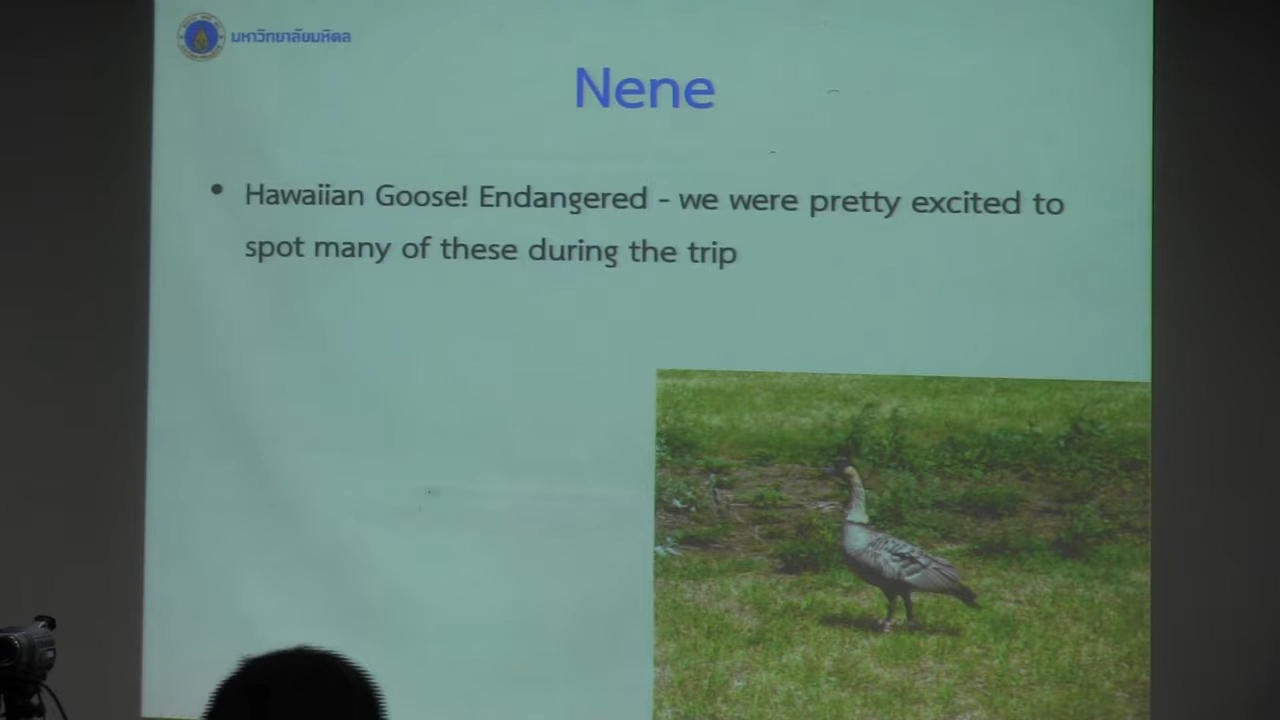 มหาวิทยาลัยมหิดล
Nene
• Hawaiian Goose! Endangered - we were pretty excited to
spot many of these during the trip